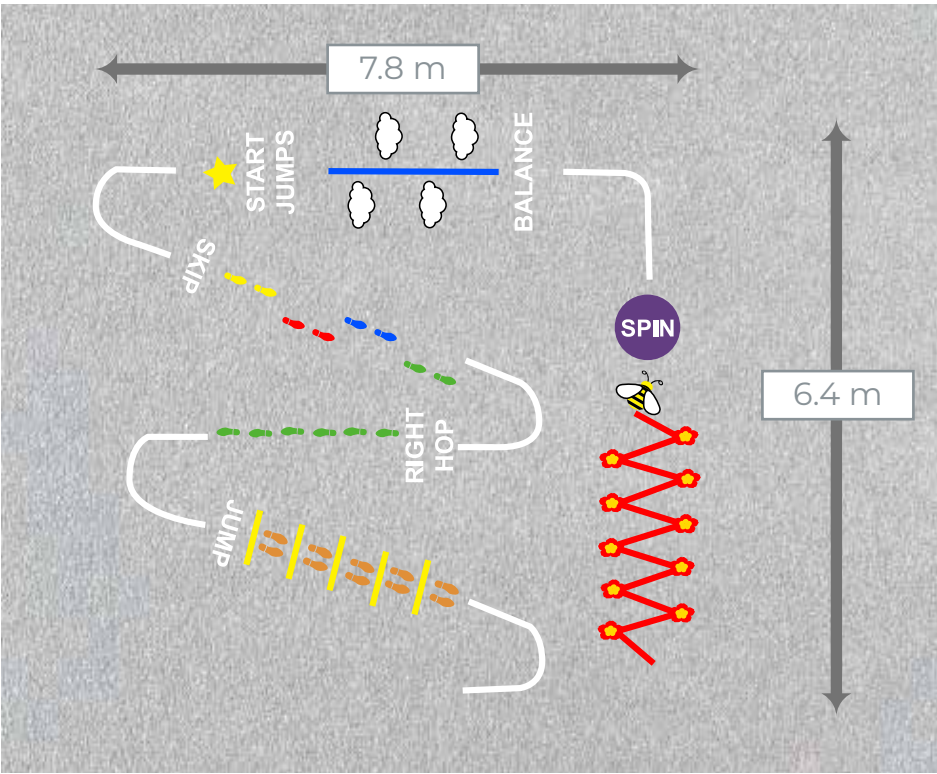 7.8 m
START
JUMPS
BALANCE
SKIP
SPIN
6.4 m
RIGHT
HOP
JUMP